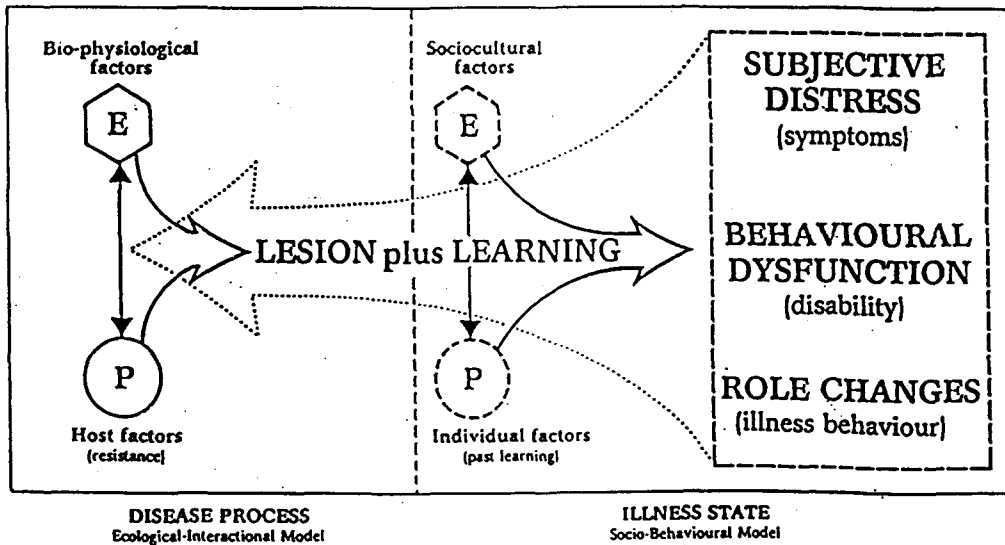 Bio-physiological
factors
E
P
Host factors
(resistance)
LESION plus LEARNING
Sociocultural
factors
E
P
Individual factors
(past learning)
SUBJECTIVE
DISTRESS
(symptoms)
BEHAVIOURAL
DYSFUNCTION
(disability)
ROLE CHANGES
(illness behaviour)
DISEASE PROCESS
Ecological-Interactional Model
ILLNESS STATE
Socio-Behavioural Model